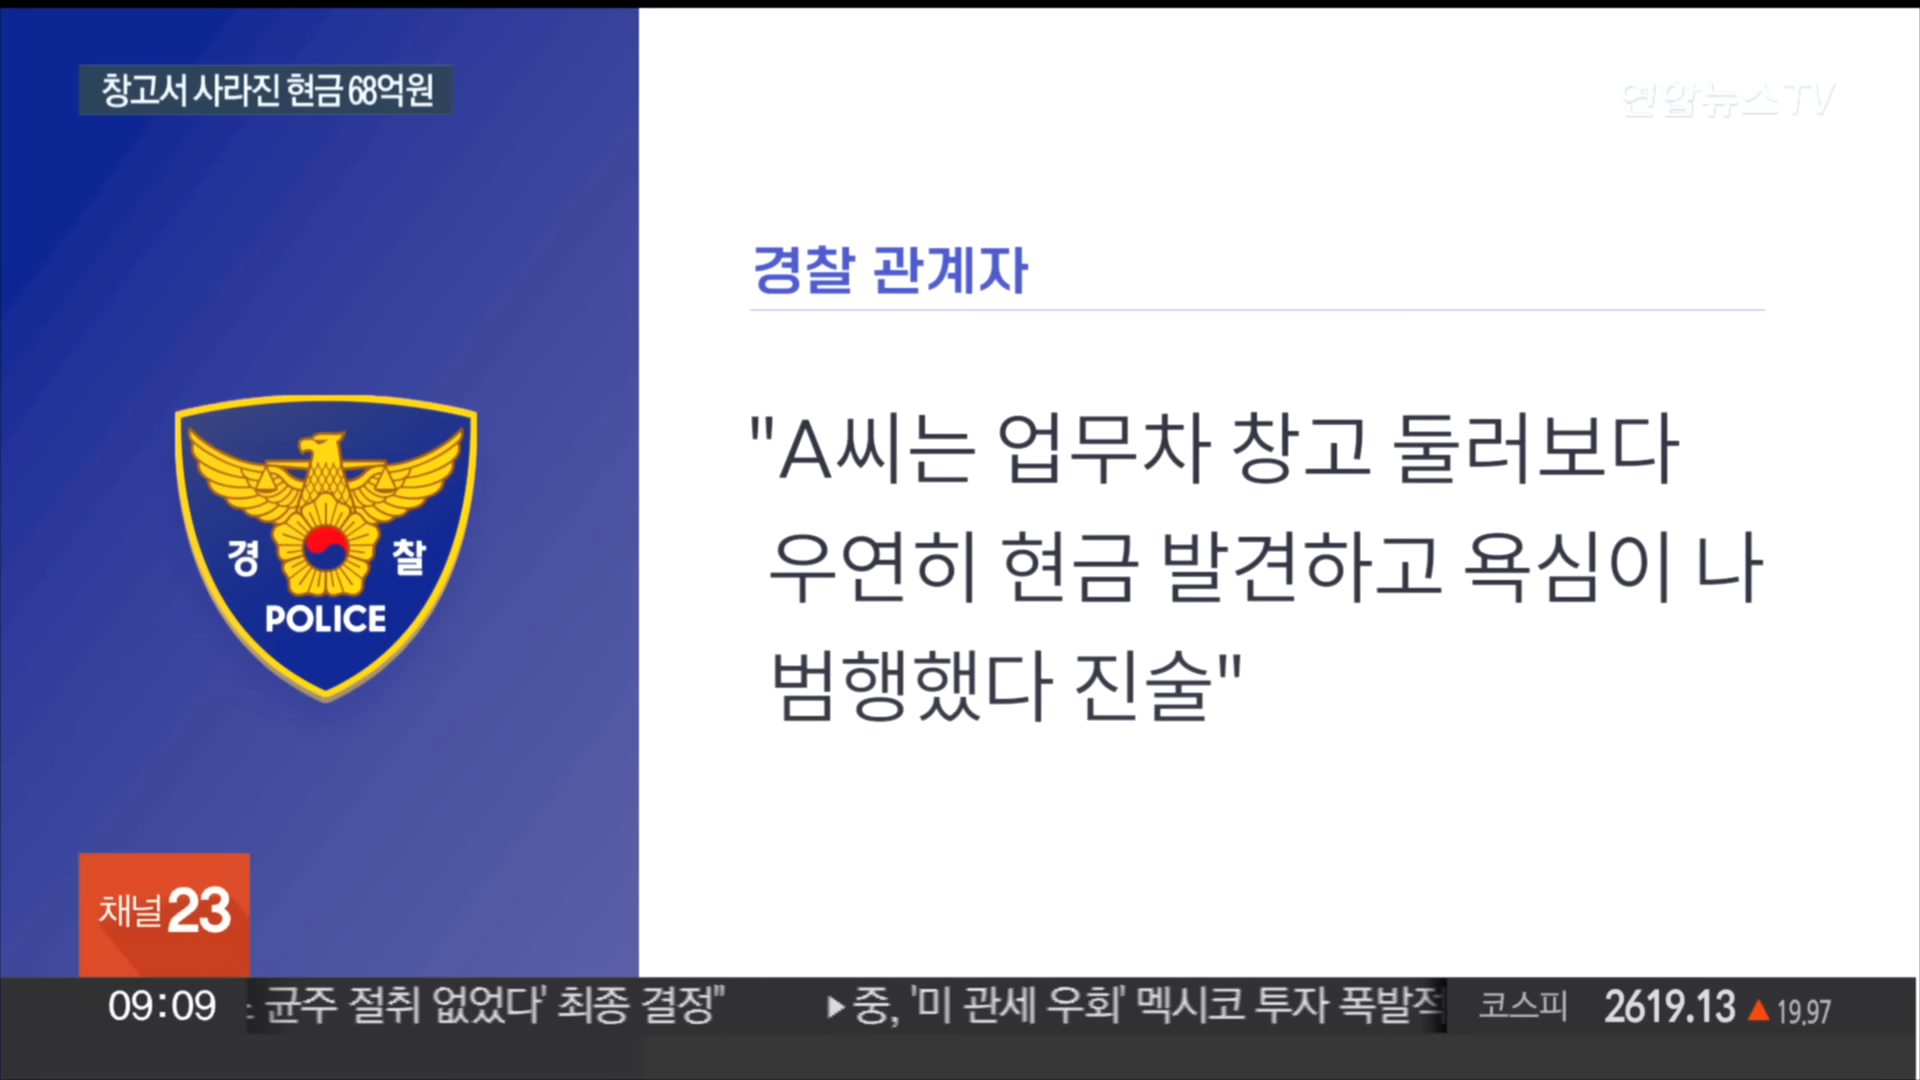 창고서 사라진 현금 68억원
연합뉴스TV
경찰 관계자
"A씨는 업무차 창고 둘러보다
우연히 현금 발견하고 욕심이 나
범행했다 진술"
경 찰
POLICE
채널 23
09:09 균주 절취 없었다' 최종 결정" ▶중, '미 관세 우회' 멕시코 투자 폭발적 코스피 2619.13 ▲ 19.97